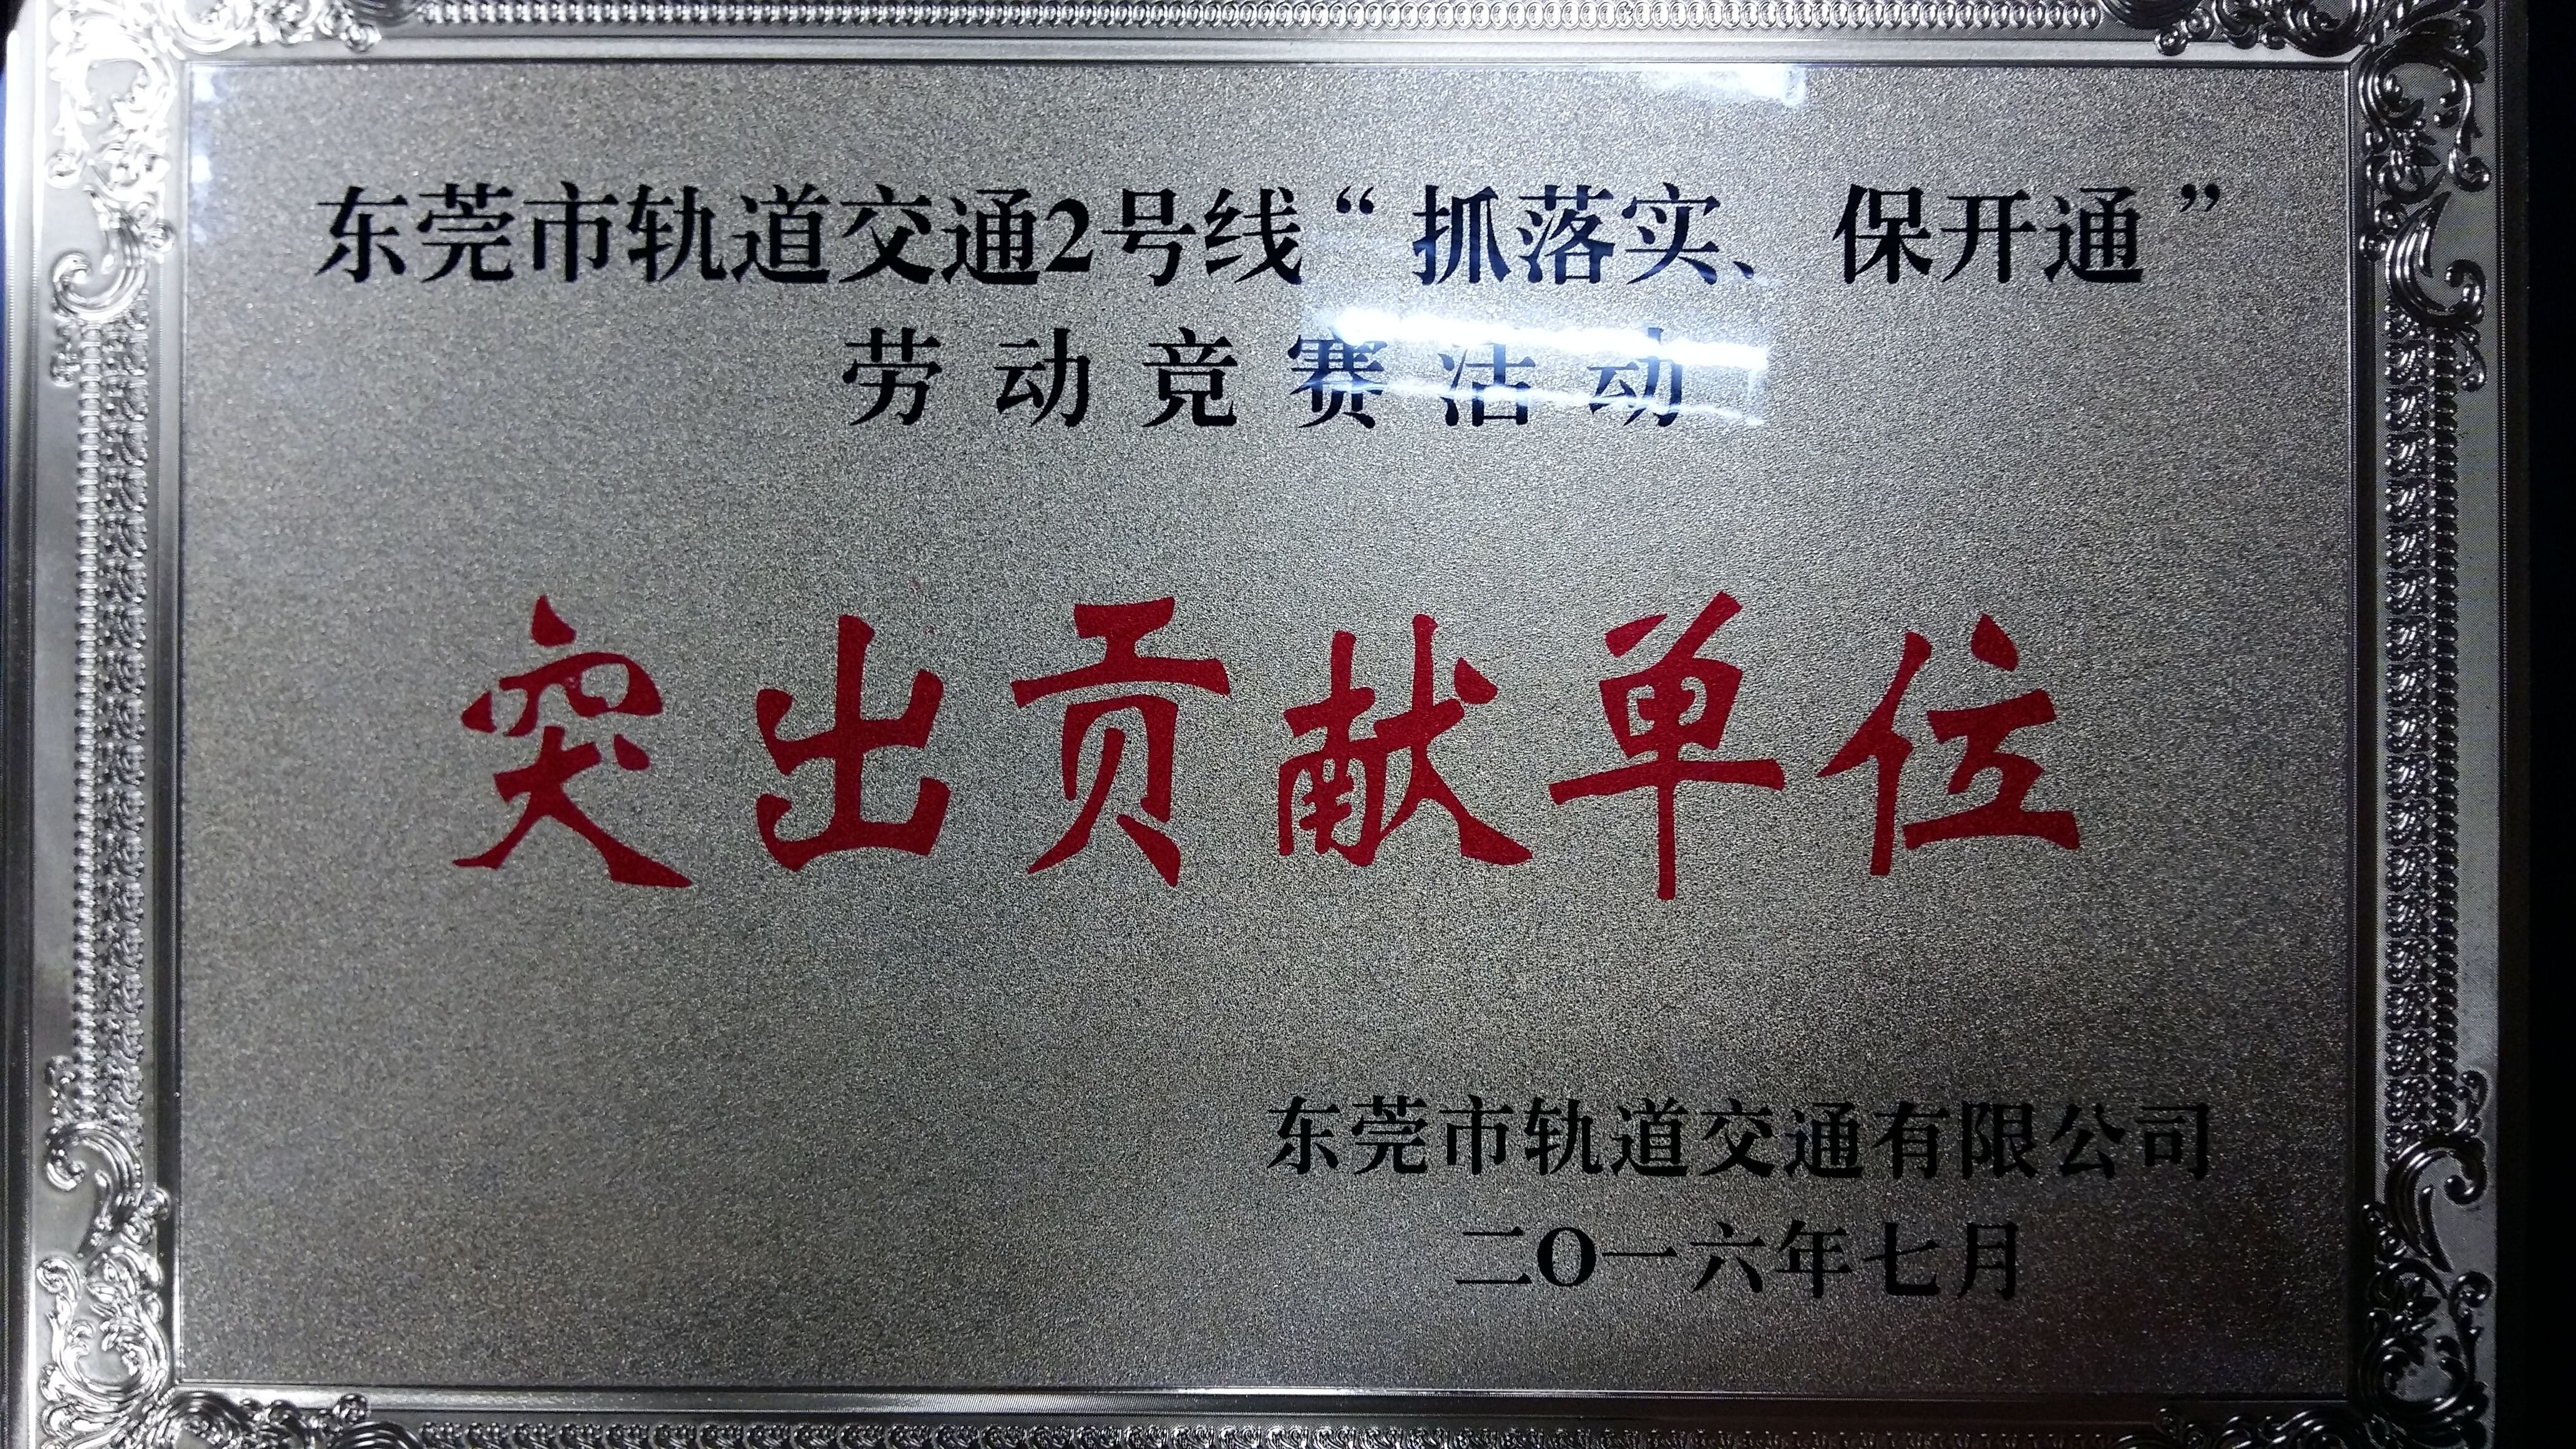 东莞市轨道交通2号线“抓落实、保开通”
劳动竞赛活动
突出贡献单位
东莞市轨道交通有限公司
二O一六年七月